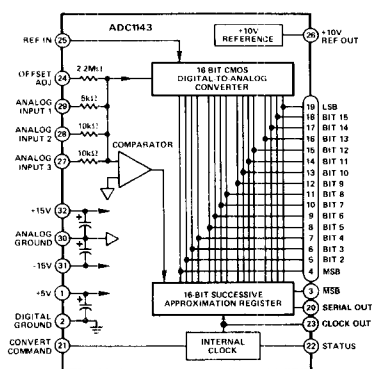 ADC1143
REF IN 25
+10V
REFERENCE
26 +10V
REF OUT
OFFSET
ADJ 24 2.2MΩ
16 BIT CMOS
DIGITAL TO ANALOG
CONVERTER
ANALOG
INPUT 1 29 5kΩ
ANALOG
INPUT 2 28 10kΩ
ANALOG
INPUT 3 27 10kΩ
COMPARATOR
19 LSB
18 BIT 15
17 BIT 14
16 BIT 13
15 BIT 12
14 BIT 11
13 BIT 10
12 BIT 9
11 BIT 8
10 BIT 7
9 BIT 6
8 BIT 5
7 BIT 4
6 BIT 3
5 BIT 2
4 MSB
+15V 32
ANALOG
GROUND 30
-15V 31
+5V 1
DIGITAL
GROUND 2
16-BIT SUCCESSIVE
APPROXIMATION REGISTER
3 M̅S̅B̅
20 SERIAL OUT
23 CLOCK OUT
CONVERT
COMMAND 21
INTERNAL
CLOCK
22 STATUS